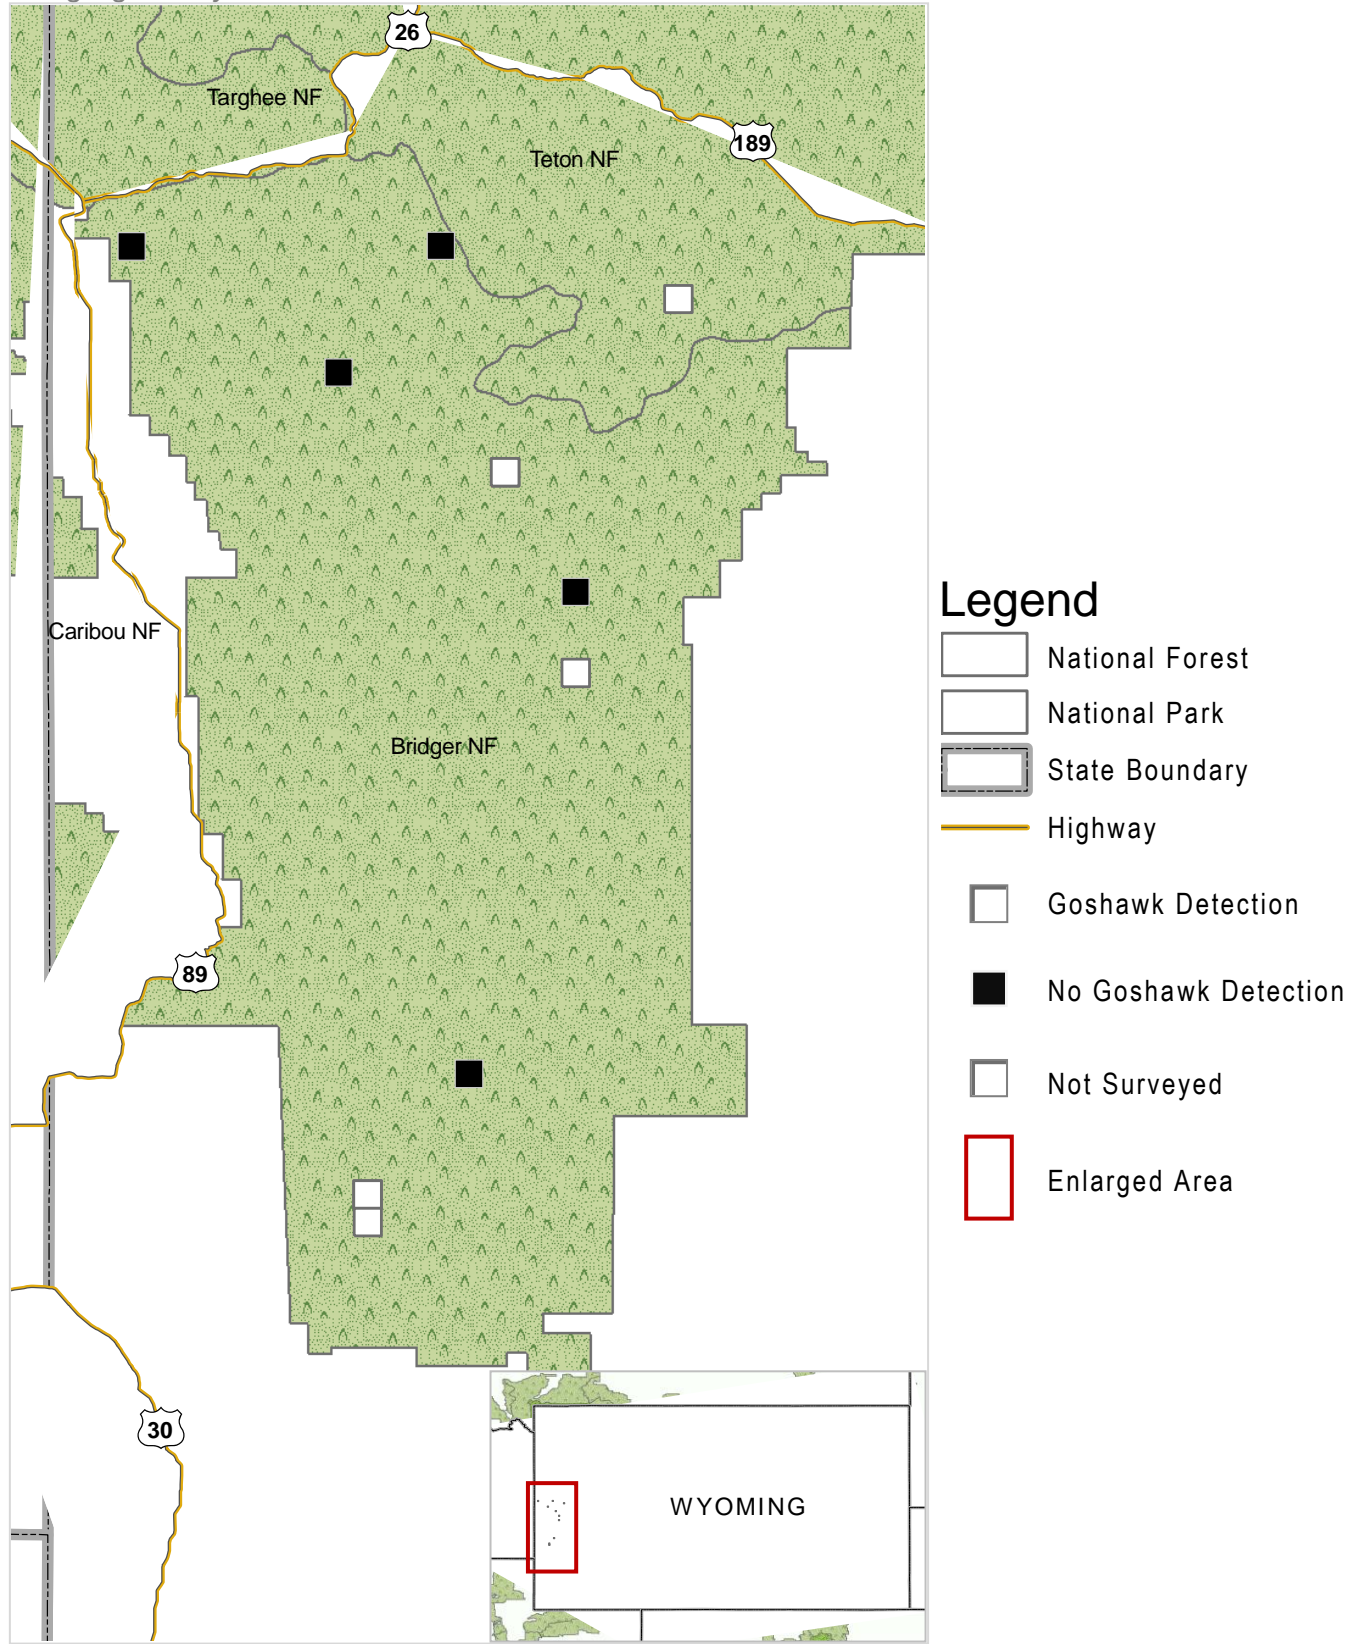 26
Targhee NF
189
Teton NF
Caribou NF
Bridger NF
89
30
WYOMING
Legend
National Forest
National Park
State Boundary
Highway
Goshawk Detection
No Goshawk Detection
Not Surveyed
Enlarged Area